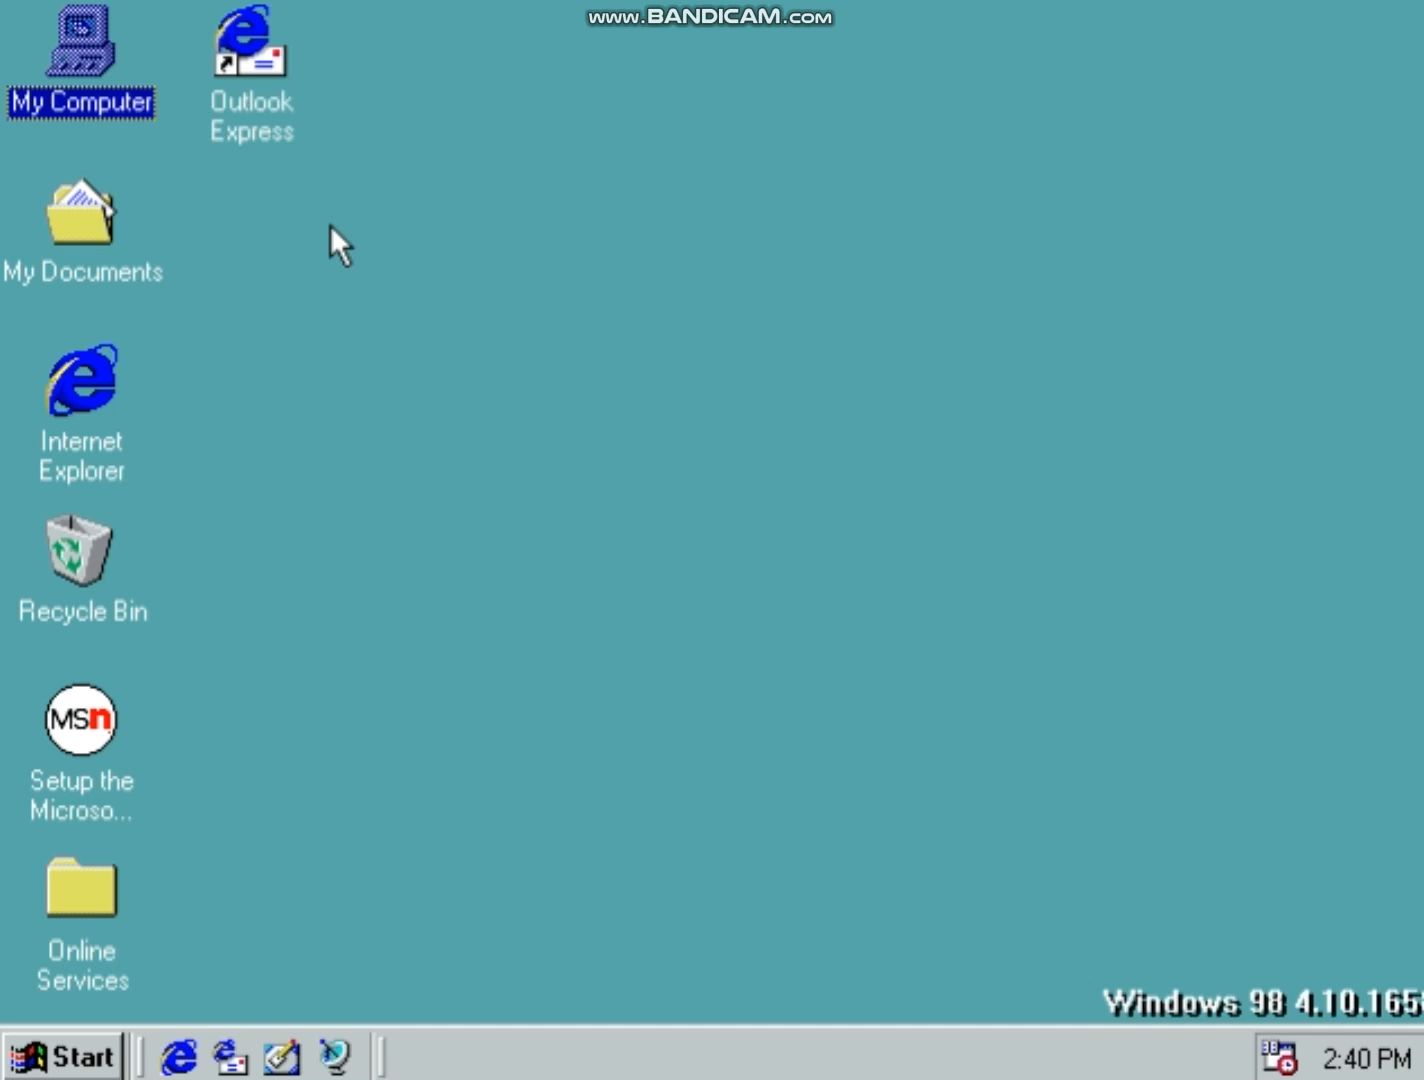 www.BANDICAM.com
My Computer
Outlook
Express
My Documents
Internet
Explorer
Recycle Bin
MSn
Setup the
Microso...
Online
Services
Windows 98 4.10.165
Start
2:40 PM